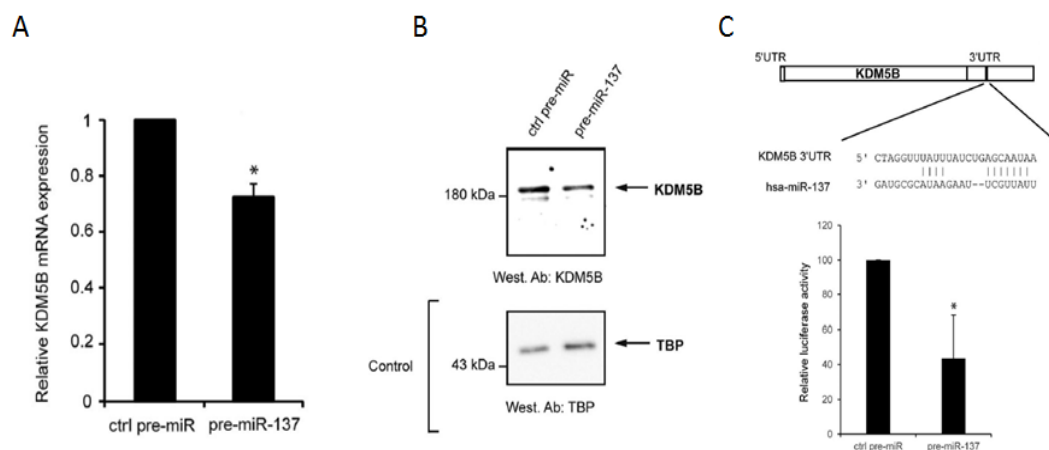 A
Relative KDM5B mRNA expression
1
0.8
0.6
0.4
0.2
0
*
ctrl pre-miR
pre-miR-137
B
ctrl pre-miR
pre-miR-137
180 kDa
KDM5B
West. Ab: KDM5B
Control
43 kDa
TBP
West. Ab: TBP
C
5'UTR
3'UTR
KDM5B
KDM5B 3'UTR 5' CUAGGUUUAUUUAUCUGAGCAAUAA
hsa-miR-137 3' GAUGCGCAUAAGAAU--UCGUUAUU
Relative luciferase activity
120
100
80
60
40
20
0
*
ctrl pre-miR
pre-miR-137